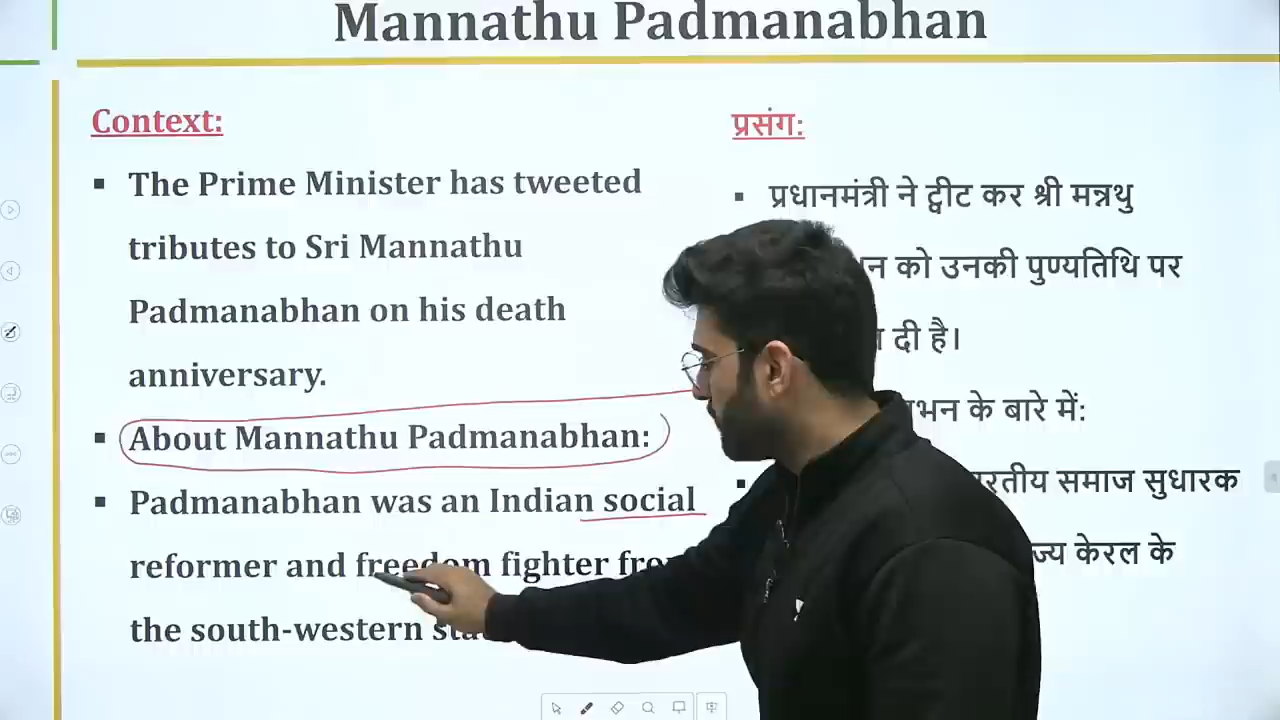 Mannathu Padmanabhan
Context:
The Prime Minister has tweeted
tributes to Sri Mannathu
Padmanabhan on his death
anniversary.
About Mannathu Padmanabhan:
Padmanabhan was an Indian social
reformer and freedom fighter
the south-western
प्रसंग:
प्रधानमंत्री ने ट्वीट कर श्री मन्नथु
को उनकी पुण्यतिथि पर
दी है।
के बारे में:
समाज सुधारक
केरल के